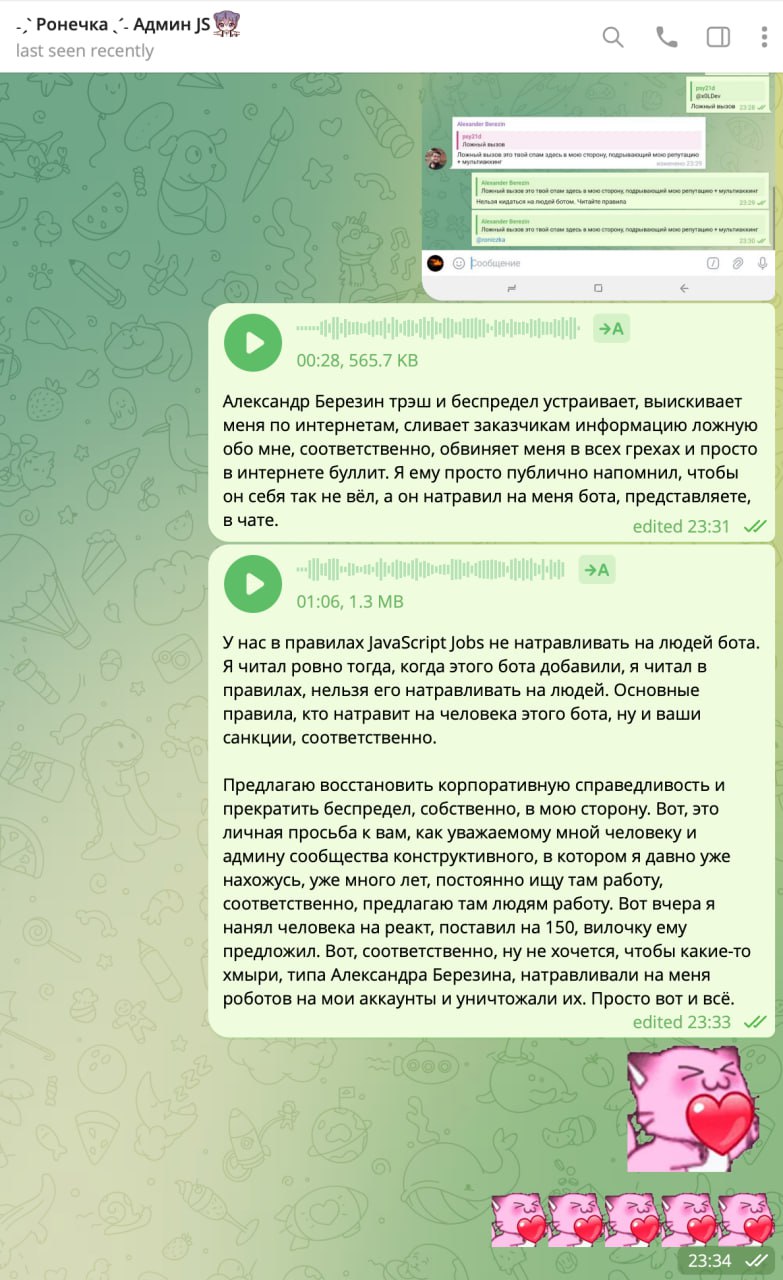 -ˏˋ Ронечка ˊˎ- Админ JS
last seen recently
psy21d
@x0LDev
Ложный вызов 23:28
Alexander Berezin
psy21d
Ложный вызов
Ложный вызов это твой спам здесь в мою сторону, подрывающий мою репутацию
+ мультиаккинг
изменено 23:29
Alexander Berezin
Ложный вызов это твой спам здесь в мою сторону, подрывающий мою репутацию + мультиаккинг
Нельзя кидаться на людей ботом. Читайте правила 23:29
Alexander Berezin
Ложный вызов это твой спам здесь в мою сторону, подрывающий мою репутацию + мультиаккинг
@roniczka 23:30
Сообщение
→A
00:28, 565.7 KB
Александр Березин трэш и беспредел устраивает, выискивает
меня по интернетам, сливает заказчикам информацию ложную
обо мне, соответственно, обвиняет меня в всех грехах и просто
в интернете буллит. Я ему просто публично напомнил, чтобы
он себя так не вёл, а он натравил на меня бота, представляете,
в чате.
edited 23:31
→A
01:06, 1.3 MB
У нас в правилах JavaScript Jobs не натравливать на людей бота.
Я читал ровно тогда, когда этого бота добавили, я читал в
правилах, нельзя его натравливать на людей. Основные
правила, кто натравит на человека этого бота, ну и ваши
санкции, соответственно.
Предлагаю восстановить корпоративную справедливость и
прекратить беспредел, собственно, в мою сторону. Вот, это
личная просьба к вам, как уважаемому мной человеку и
админу сообщества конструктивного, в котором я давно уже
нахожусь, уже много лет, постоянно ищу там работу,
соответственно, предлагаю там людям работу. Вот вчера я
нанял человека на реакт, поставил на 150, вилочку ему
предложил. Вот, соответственно, ну не хочется, чтобы какие-то
хмыри, типа Александра Березина, натравливали на меня
роботов на мои аккаунты и уничтожали их. Просто вот и всё.
edited 23:33
23:34